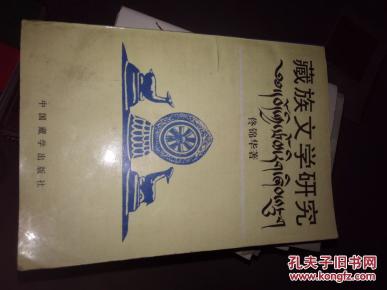 藏族文学研究
佟锦华著
中国藏学出版社
孔夫子旧书网